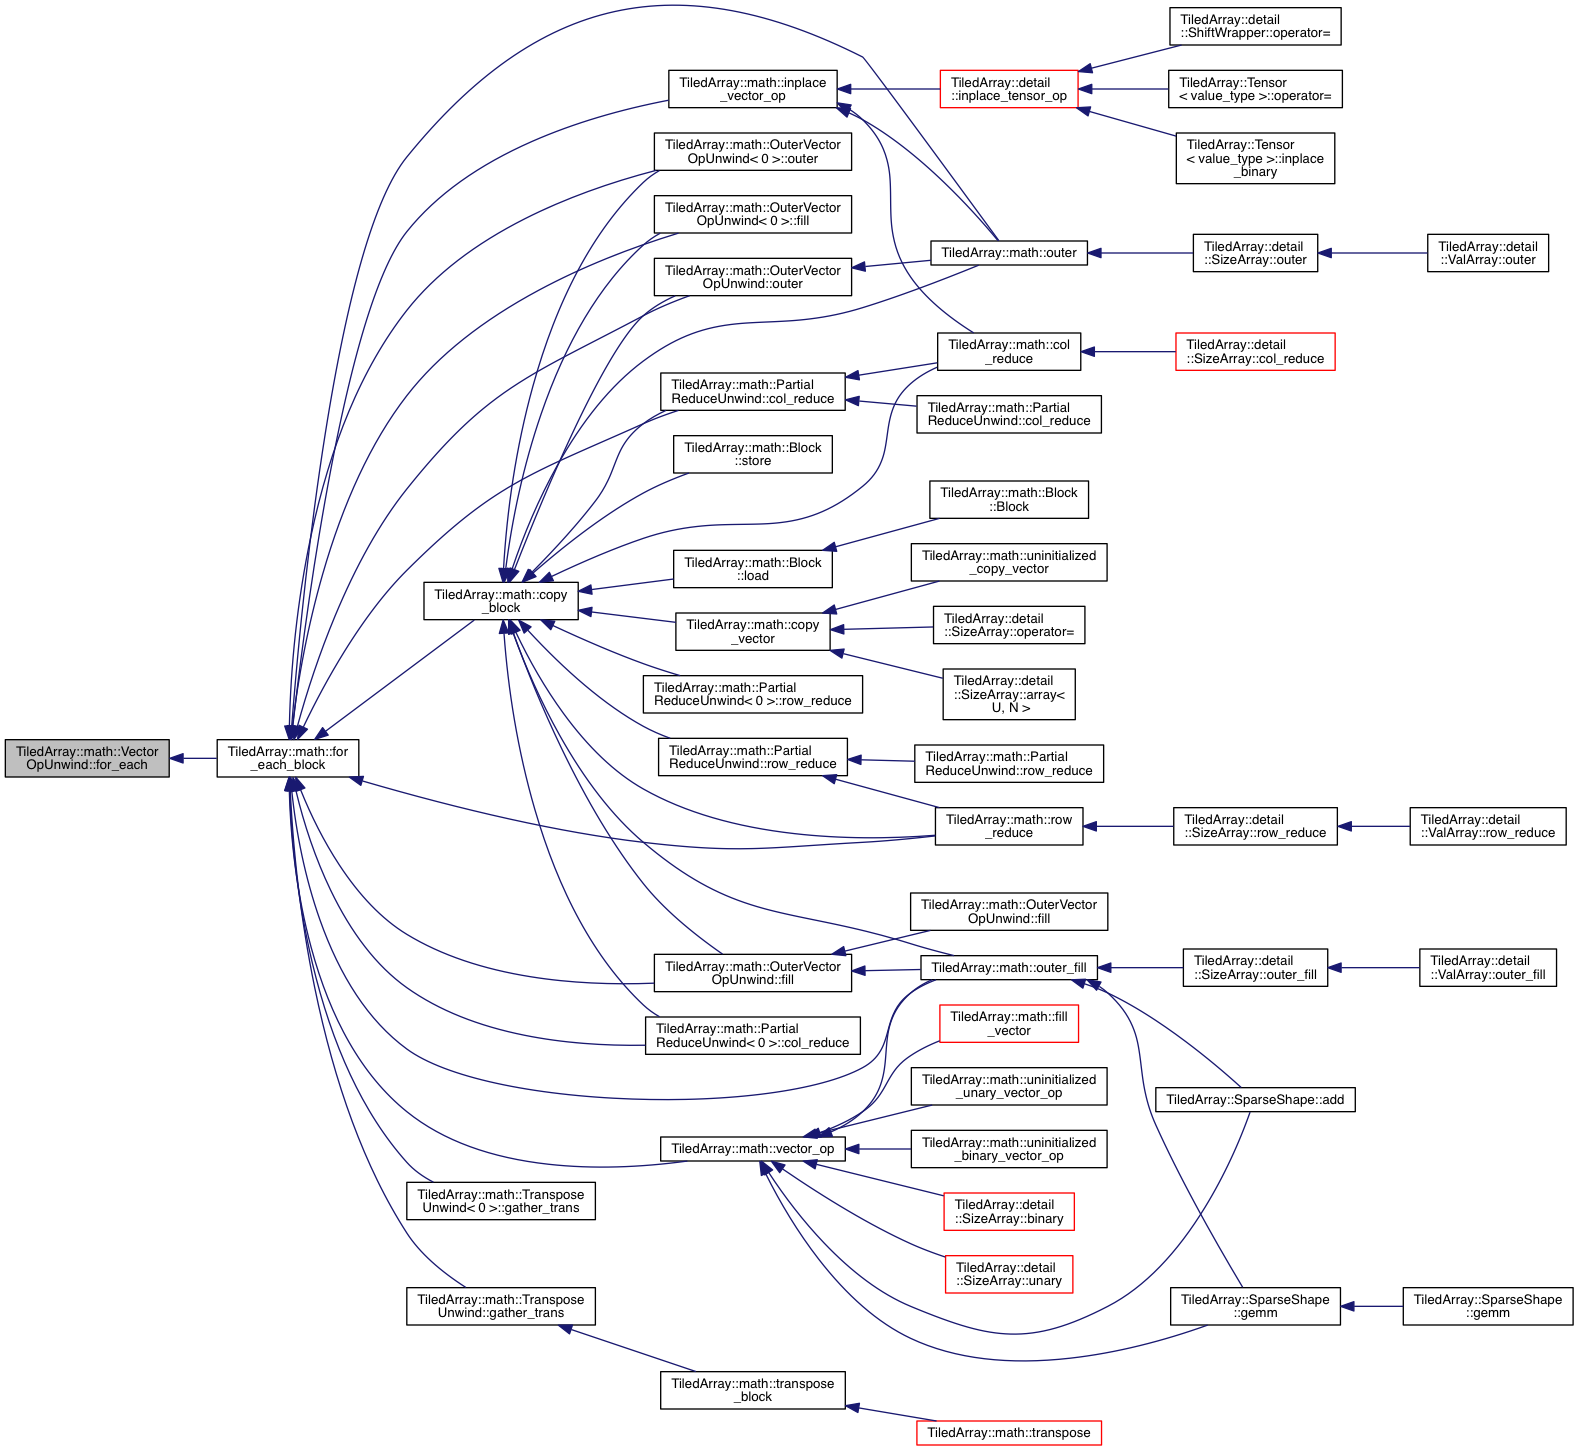 TiledArray::math::Vector
OpUnwind::for_each
TiledArray::math::for
_each_block
TiledArray::math::copy
_block
TiledArray::math::Transpose
Unwind< 0 >::gather_trans
TiledArray::math::Transpose
Unwind::gather_trans
TiledArray::math::inplace
_vector_op
TiledArray::math::OuterVector
OpUnwind< 0 >::outer
TiledArray::math::OuterVector
OpUnwind< 0 >::fill
TiledArray::math::OuterVector
OpUnwind::outer
TiledArray::math::Partial
ReduceUnwind::col_reduce
TiledArray::math::Block
::store
TiledArray::math::Block
::load
TiledArray::math::copy
_vector
TiledArray::math::Partial
ReduceUnwind< 0 >::row_reduce
TiledArray::math::Partial
ReduceUnwind::row_reduce
TiledArray::math::OuterVector
OpUnwind::fill
TiledArray::math::Partial
ReduceUnwind< 0 >::col_reduce
TiledArray::math::vector_op
TiledArray::math::transpose
_block
TiledArray::detail
::inplace_tensor_op
TiledArray::math::outer
TiledArray::math::col
_reduce
TiledArray::math::Partial
ReduceUnwind::col_reduce
TiledArray::math::Block
::Block
TiledArray::math::uninitialized
_copy_vector
TiledArray::detail
::SizeArray::operator=
TiledArray::detail
::SizeArray::array<
U, N >
TiledArray::math::Partial
ReduceUnwind::row_reduce
TiledArray::math::row
_reduce
TiledArray::math::OuterVector
OpUnwind::fill
TiledArray::math::outer_fill
TiledArray::math::fill
_vector
TiledArray::math::uninitialized
_unary_vector_op
TiledArray::math::uninitialized
_binary_vector_op
TiledArray::detail
::SizeArray::binary
TiledArray::detail
::SizeArray::unary
TiledArray::math::transpose
TiledArray::detail
::ShiftWrapper::operator=
TiledArray::Tensor
< value_type >::operator=
TiledArray::Tensor
< value_type >::inplace
_binary
TiledArray::detail
::SizeArray::outer
TiledArray::detail
::SizeArray::col_reduce
TiledArray::detail
::SizeArray::row_reduce
TiledArray::detail
::SizeArray::outer_fill
TiledArray::SparseShape::add
TiledArray::SparseShape
::gemm
TiledArray::detail
::ValArray::outer
TiledArray::detail
::ValArray::row_reduce
TiledArray::detail
::ValArray::outer_fill
TiledArray::SparseShape
::gemm